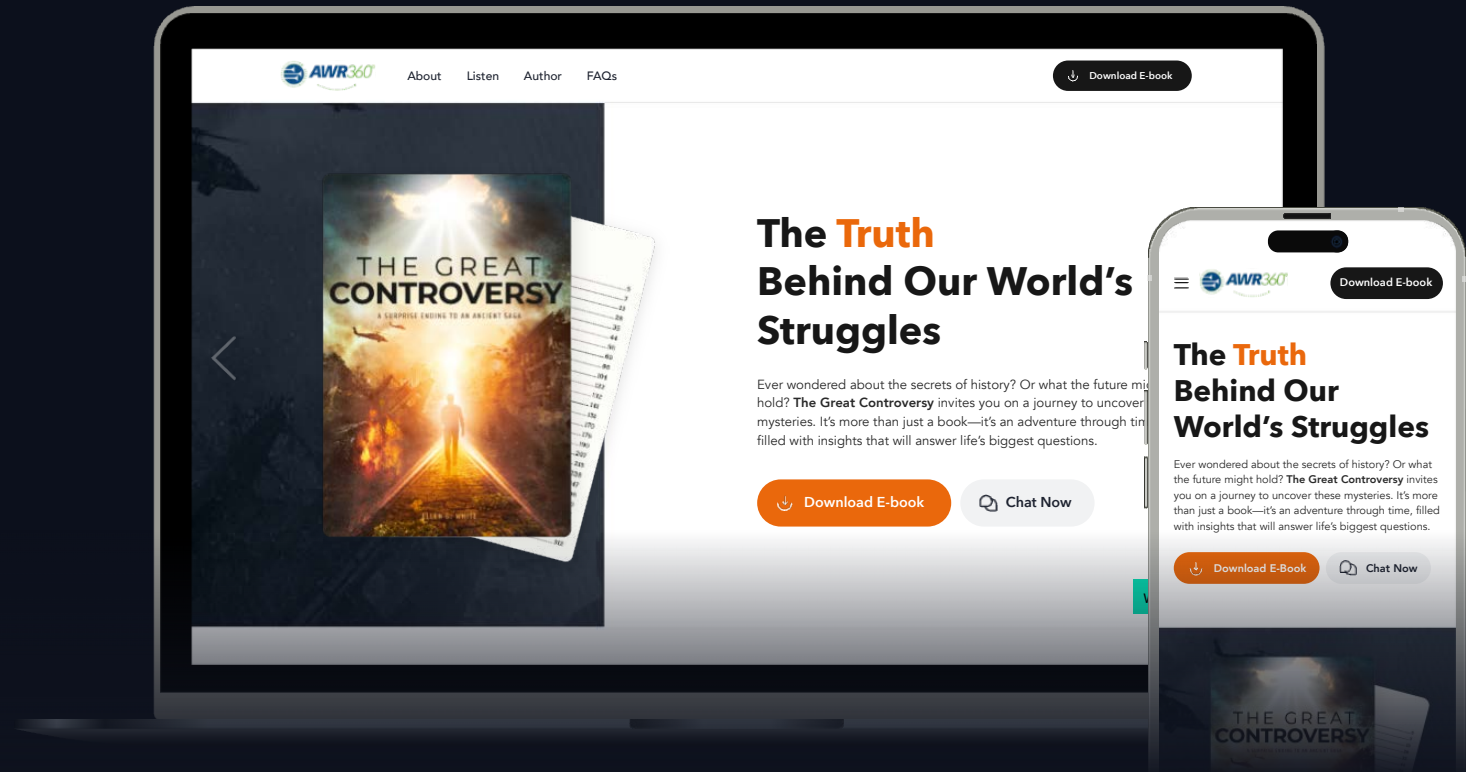 AWR360°
About
Listen
Author
FAQs
Download E-book
THE GREAT
CONTROVERSY
A SURPRISE ENDING TO AN ANCIENT SAGA
ELLEN G. WHITE
The Truth
Behind Our World’s
Struggles
Ever wondered about the secrets of history? Or what the future
hold? The Great Controversy invites you on a journey to uncover
mysteries. It’s more than just a book—it’s an adventure through
filled with insights that will answer life’s biggest questions.
Download E-book
Chat Now
AWR360°
Download E-book
The Truth
Behind Our
World’s Struggles
Ever wondered about the secrets of history? Or what
the future might hold? The Great Controversy invites
you on a journey to uncover these mysteries. It’s more
than just a book—it’s an adventure through time, filled
with insights that will answer life’s biggest questions.
Download E-Book
Chat Now
THE GREAT
CONTROVERSY